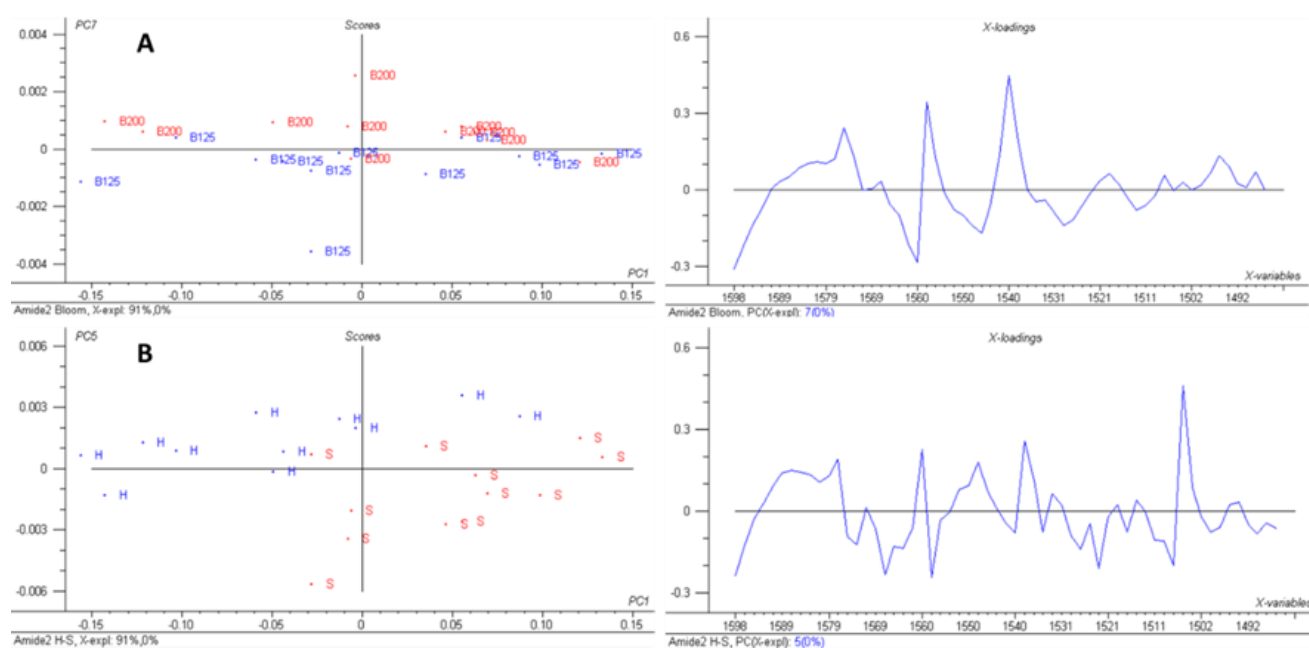 PC7 Scores
A
0.004
0.002
0
-0.002
-0.004
B200
B200
B200
B200
B200
B200
B200
B200
B200
B200
B200
B125
B125
B125
B125
B125
B125
B125
B125
B125
B125
B125
B125
PC1
-0.15 -0.10 -0.05 0 0.05 0.10 0.15
Amide2 Bloom, X-expl: 91%,0%
X-loadings
0.6
0.3
0
-0.3
X-variables
1598 1589 1579 1569 1560 1550 1540 1531 1521 1511 1502 1492
Amide2 Bloom, PC(X-expl): 7(0%)
PC5 Scores
B
0.006
0.003
0
-0.003
-0.006
H
H
H
H
H
H
H
H
H
H
H
S
S
S
S
S
S
S
S
S
S
S
S
PC1
-0.15 -0.10 -0.05 0 0.05 0.10 0.15
Amide2 H-S, X-expl: 91%,0%
X-loadings
0.6
0.3
0
-0.3
X-variables
1598 1589 1579 1569 1560 1550 1540 1531 1521 1511 1502 1492
Amide2 H-S, PC(X-expl): 5(0%)